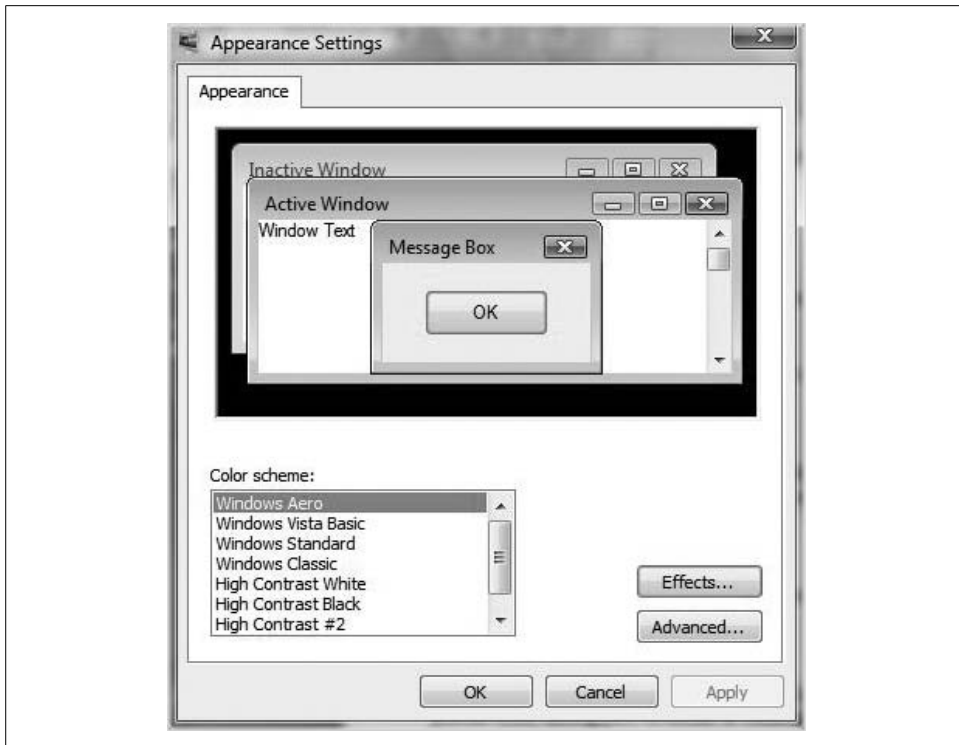 Appearance Settings
Appearance
Inactive Window
Active Window
Window Text
Message Box
OK
Color scheme:
Windows Aero
Windows Vista Basic
Windows Standard
Windows Classic
High Contrast White
High Contrast Black
High Contrast #2
Effects...
Advanced...
OK Cancel Apply